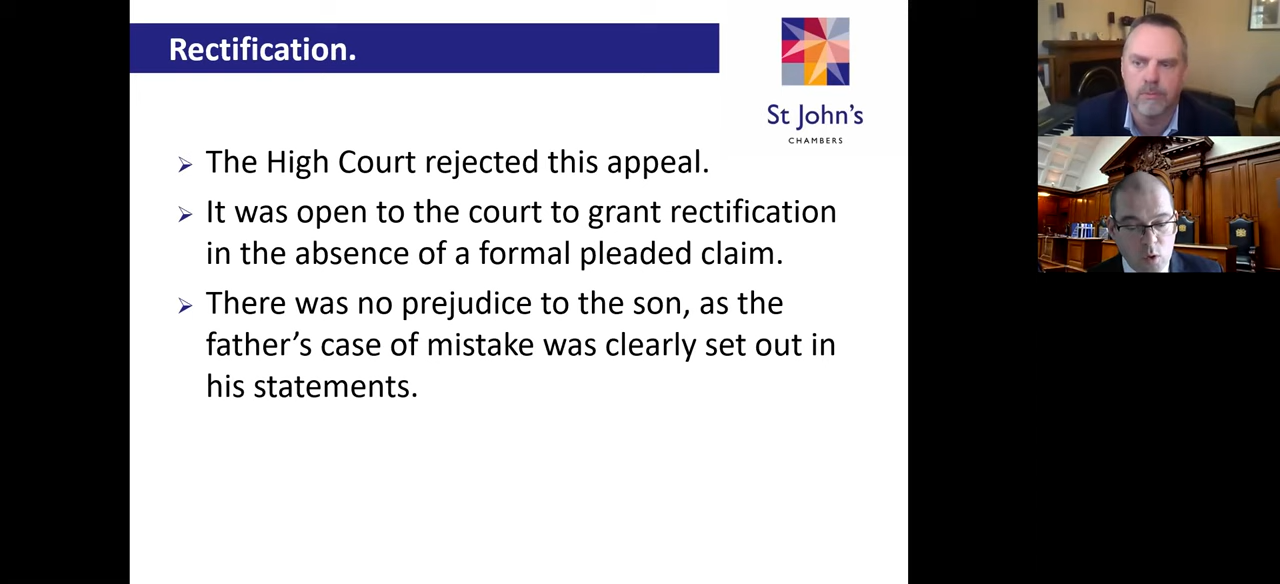 Rectification.
St John's
CHAMBERS
➢ The High Court rejected this appeal.
➢ It was open to the court to grant rectification
in the absence of a formal pleaded claim.
➢ There was no prejudice to the son, as the
father’s case of mistake was clearly set out in
his statements.